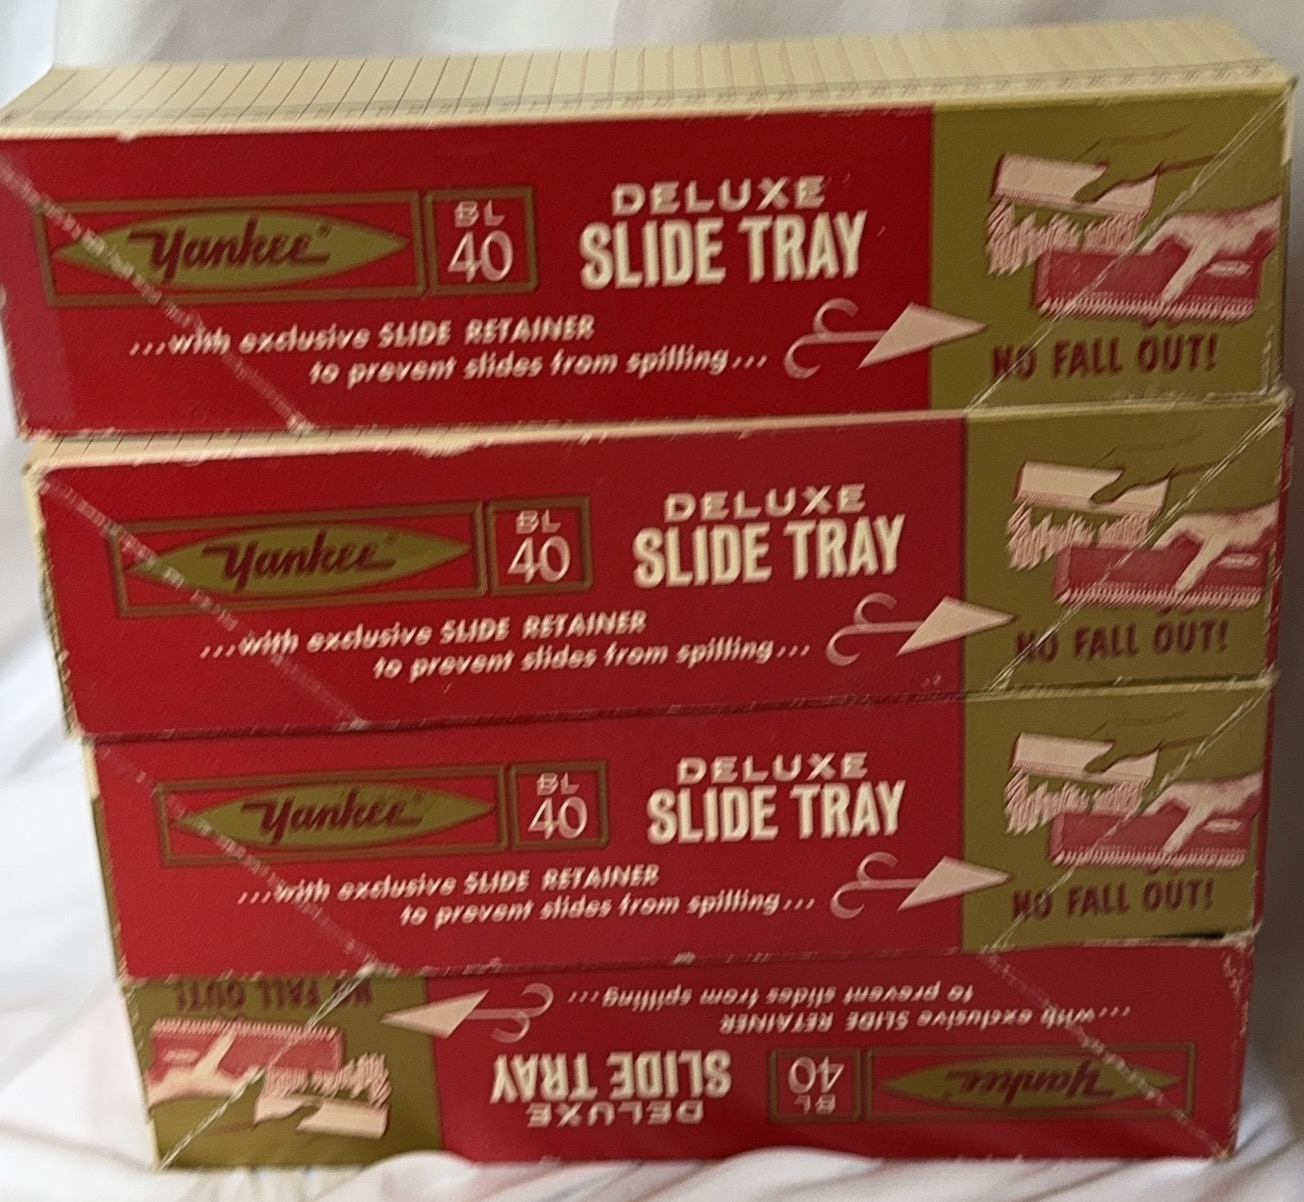 Yankee®
BL
40
DELUXE
SLIDE TRAY
...with exclusive SLIDE RETAINER
to prevent slides from spilling...
NO FALL OUT!
Yankee®
BL
40
DELUXE
SLIDE TRAY
...with exclusive SLIDE RETAINER
to prevent slides from spilling...
NO FALL OUT!
Yankee®
BL
40
DELUXE
SLIDE TRAY
...with exclusive SLIDE RETAINER
to prevent slides from spilling...
NO FALL OUT!
Yankee
BL
40
DELUXE
SLIDE TRAY
...with exclusive SLIDE RETAINER
to prevent slides from spilling...
NO FALL OUT!